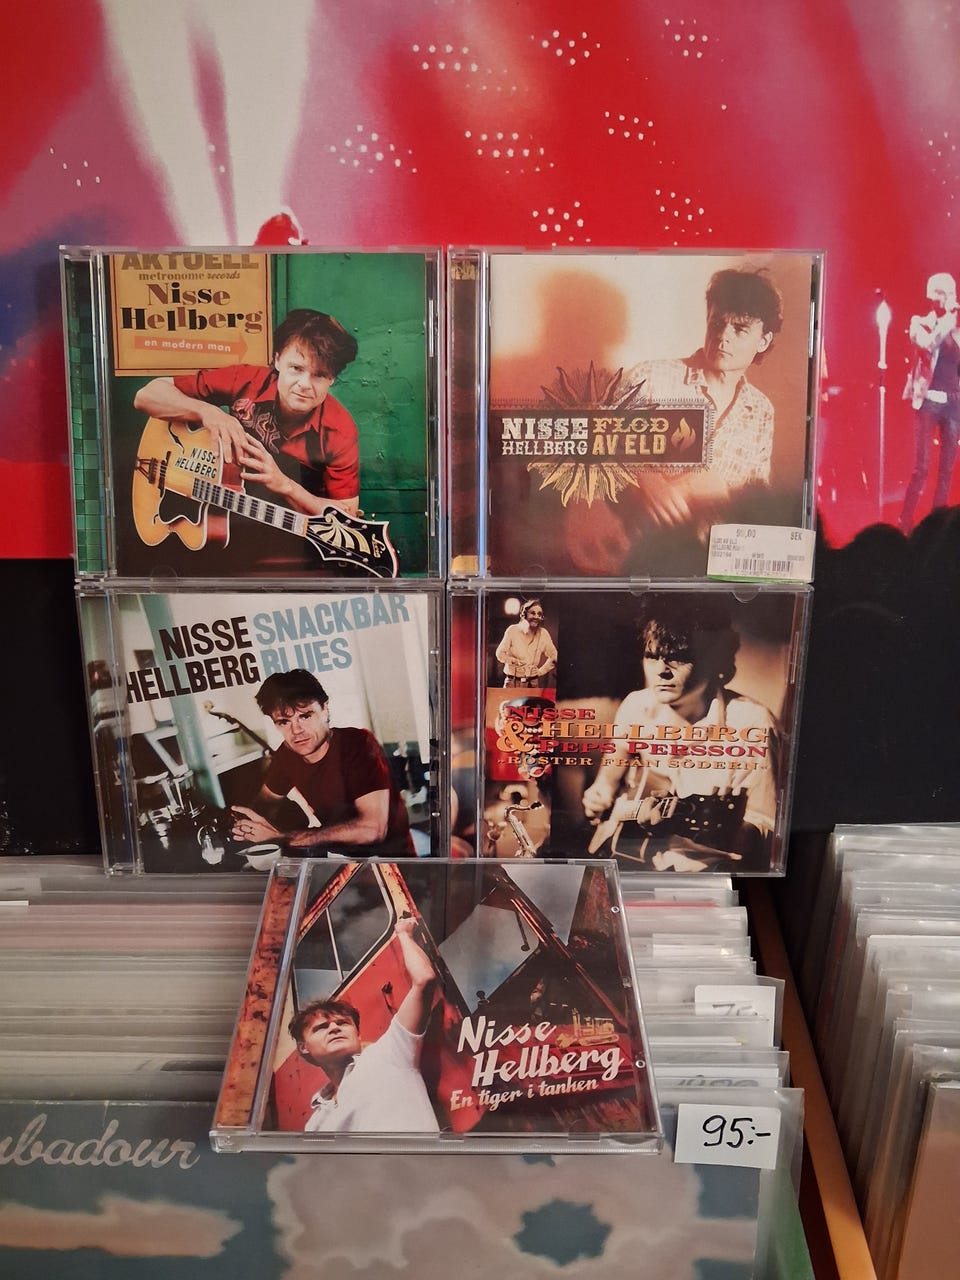 AKTUELL
metronome records
Nisse
Hellberg
en modern man
NISSE
HELLBERG
NISSE
HELLBERG
FLOD
AV ELD
SEK
NISSE
HELLBERG
SNACKBAR
BLUES
NISSE
& HELLBERG
PEPS PERSSON
"RÖSTER FRÅN SÖDERN"
Nisse
Hellberg
En tiger i tanken
95:-
ubadour